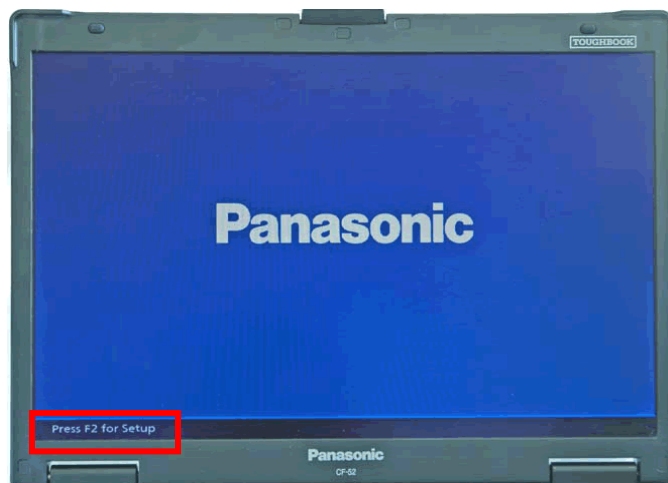 TOUGHBOOK
Panasonic
Press F2 for Setup
Panasonic
CF-52